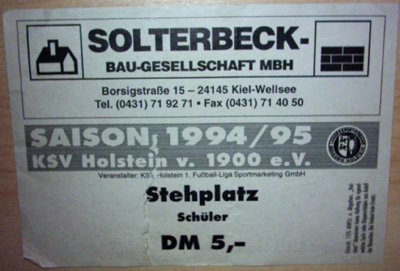 SOLTERBECK-
BAU-GESELLSCHAFT MBH
Borsigstraße 15 – 24145 Kiel-Wellsee
Tel. (0431) 71 92 71 • Fax (0431) 71 40 50
SAISON 1994/95
KSV Holstein v. 1900 e.V.
Veranstalter: KSV Holstein 1. Fußball-Liga Sportmarketing GmbH
Stehplatz
Schüler
DM 5,–